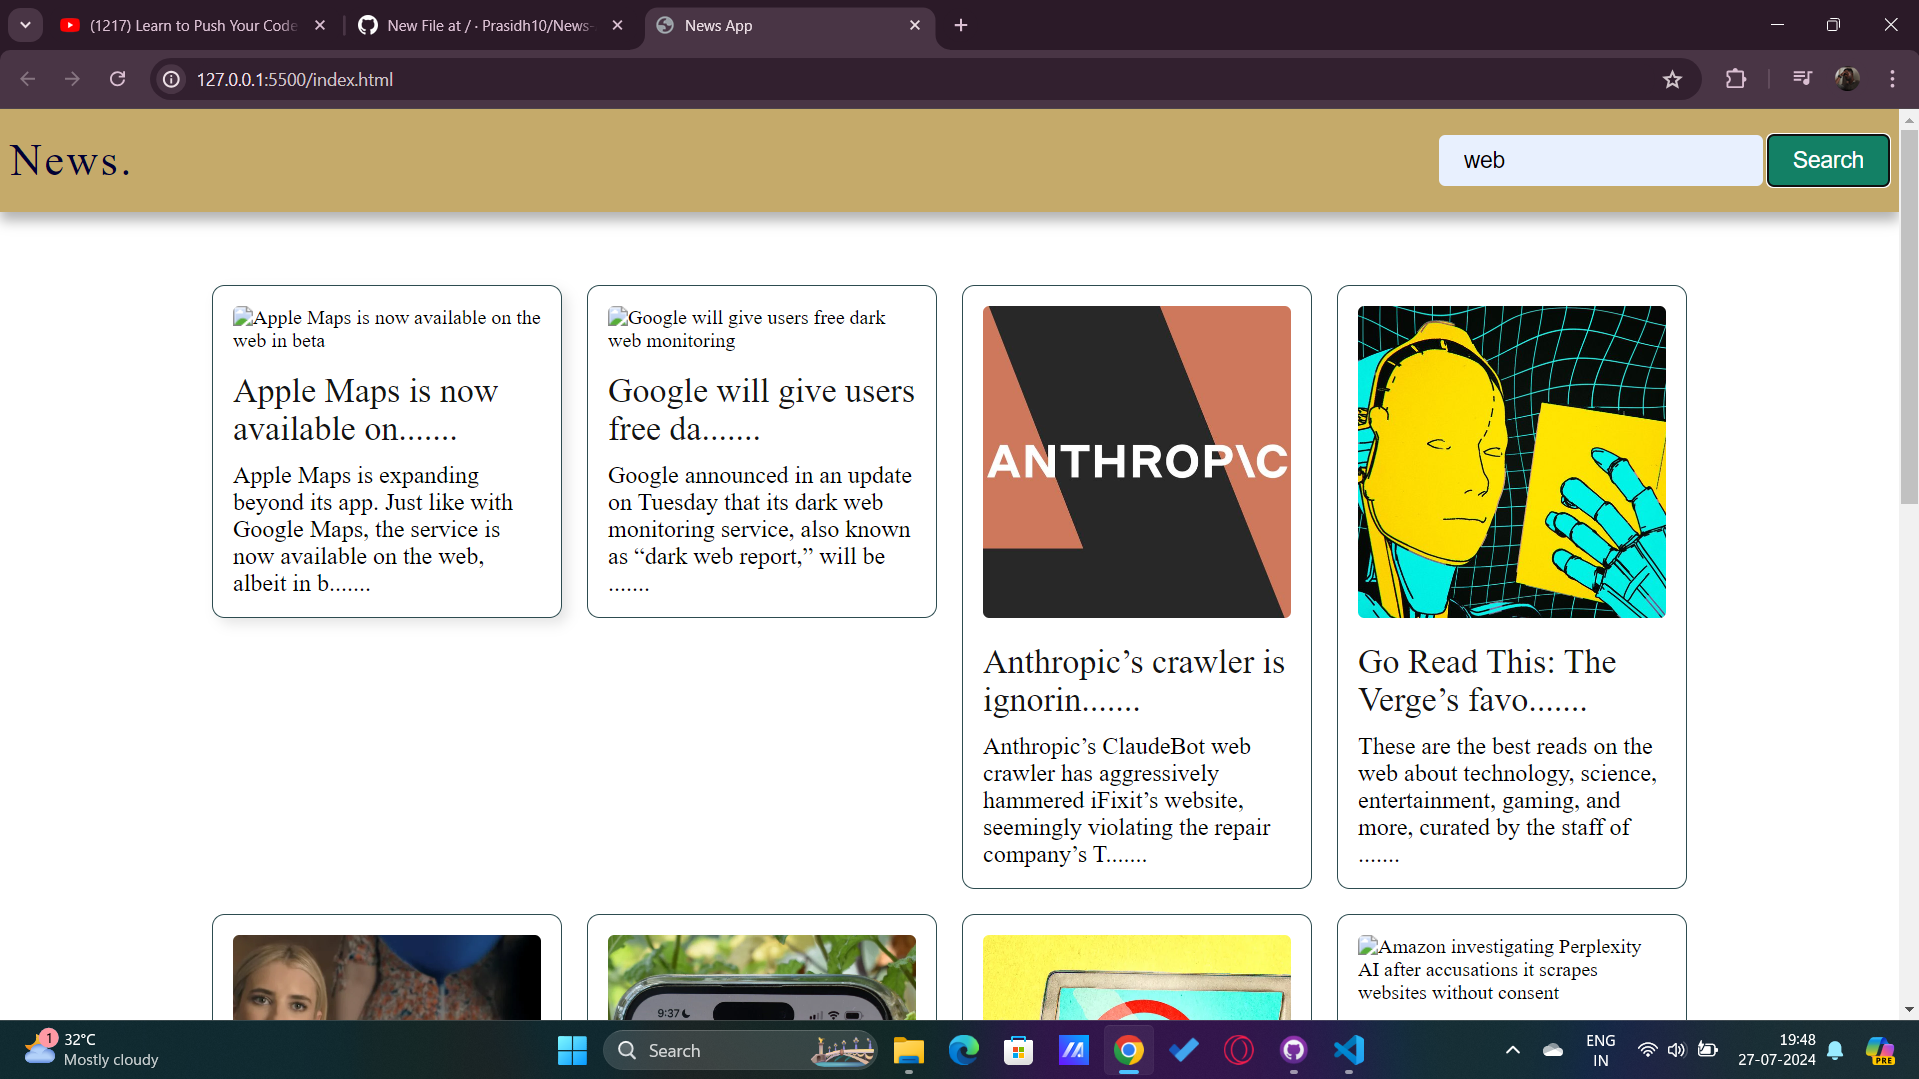 (1217) Learn to Push Your Code
New File at / · Prasidh10/News-
News App
127.0.0.1:5500/index.html
News.
web
Search
Apple Maps is now available on the
web in beta
Apple Maps is now
available on.......
Apple Maps is expanding
beyond its app. Just like with
Google Maps, the service is
now available on the web,
albeit in b.......
Google will give users free dark
web monitoring
Google will give users
free da.......
Google announced in an update
on Tuesday that its dark web
monitoring service, also known
as “dark web report,” will be
.......
ANTHROP\C
Anthropic’s crawler is
ignorin.......
Anthropic’s ClaudeBot web
crawler has aggressively
hammered iFixit’s website,
seemingly violating the repair
company’s T.......
Go Read This: The
Verge’s favo.......
These are the best reads on the
web about technology, science,
entertainment, gaming, and
more, curated by the staff of
.......
9:37
Amazon investigating Perplexity
AI after accusations it scrapes
websites without consent
1
32°C
Mostly cloudy
Search
PRE
ENG
IN
19:48
27-07-2024